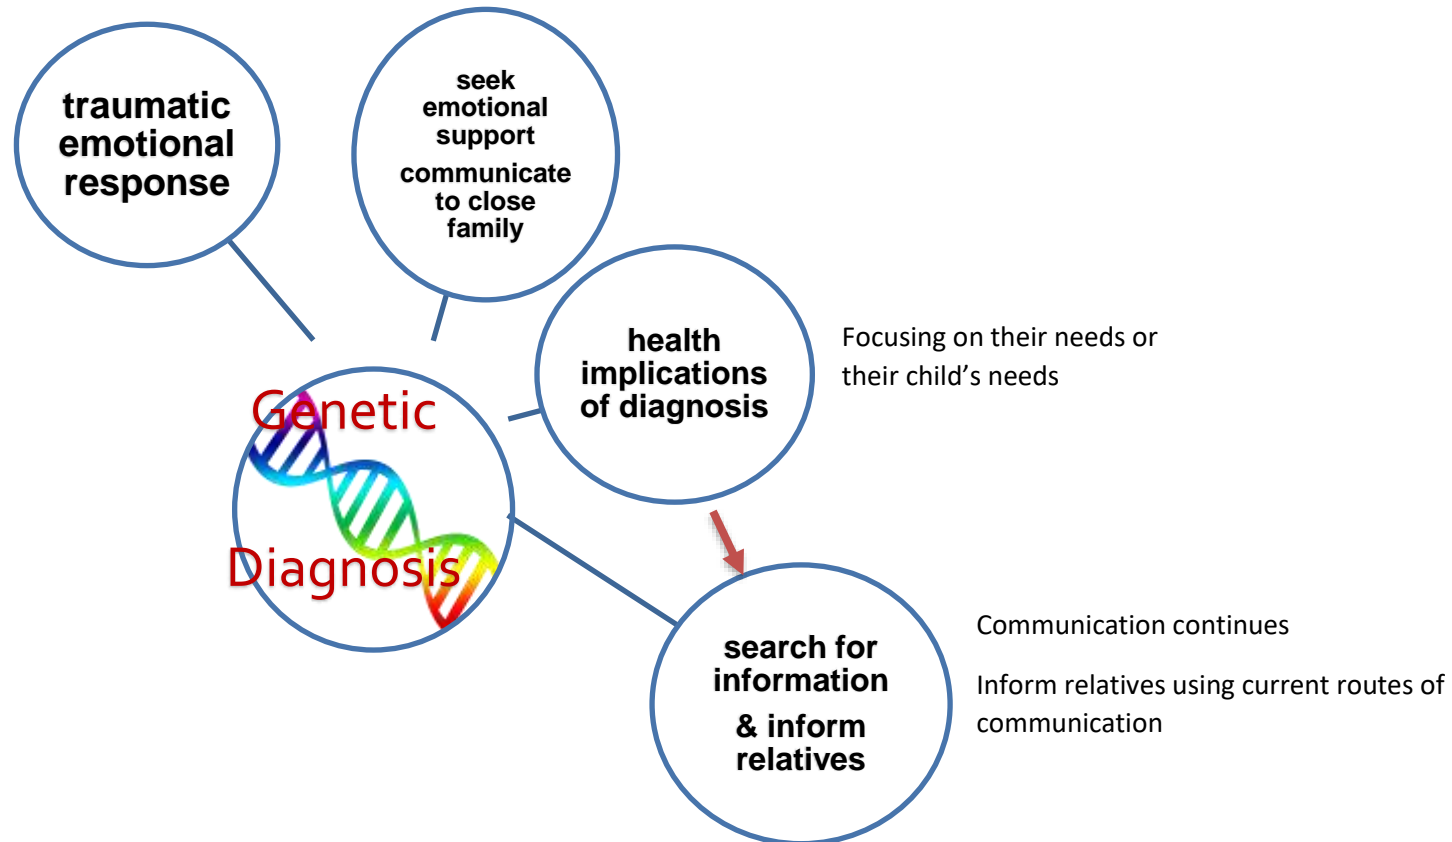 traumatic
emotional
response
seek
emotional
support
communicate
to close
family
health
implications
of diagnosis
Focusing on their needs or
their child’s needs
Genetic
Diagnosis
search for
information
& inform
relatives
Communication continues
Inform relatives using current routes of
communication